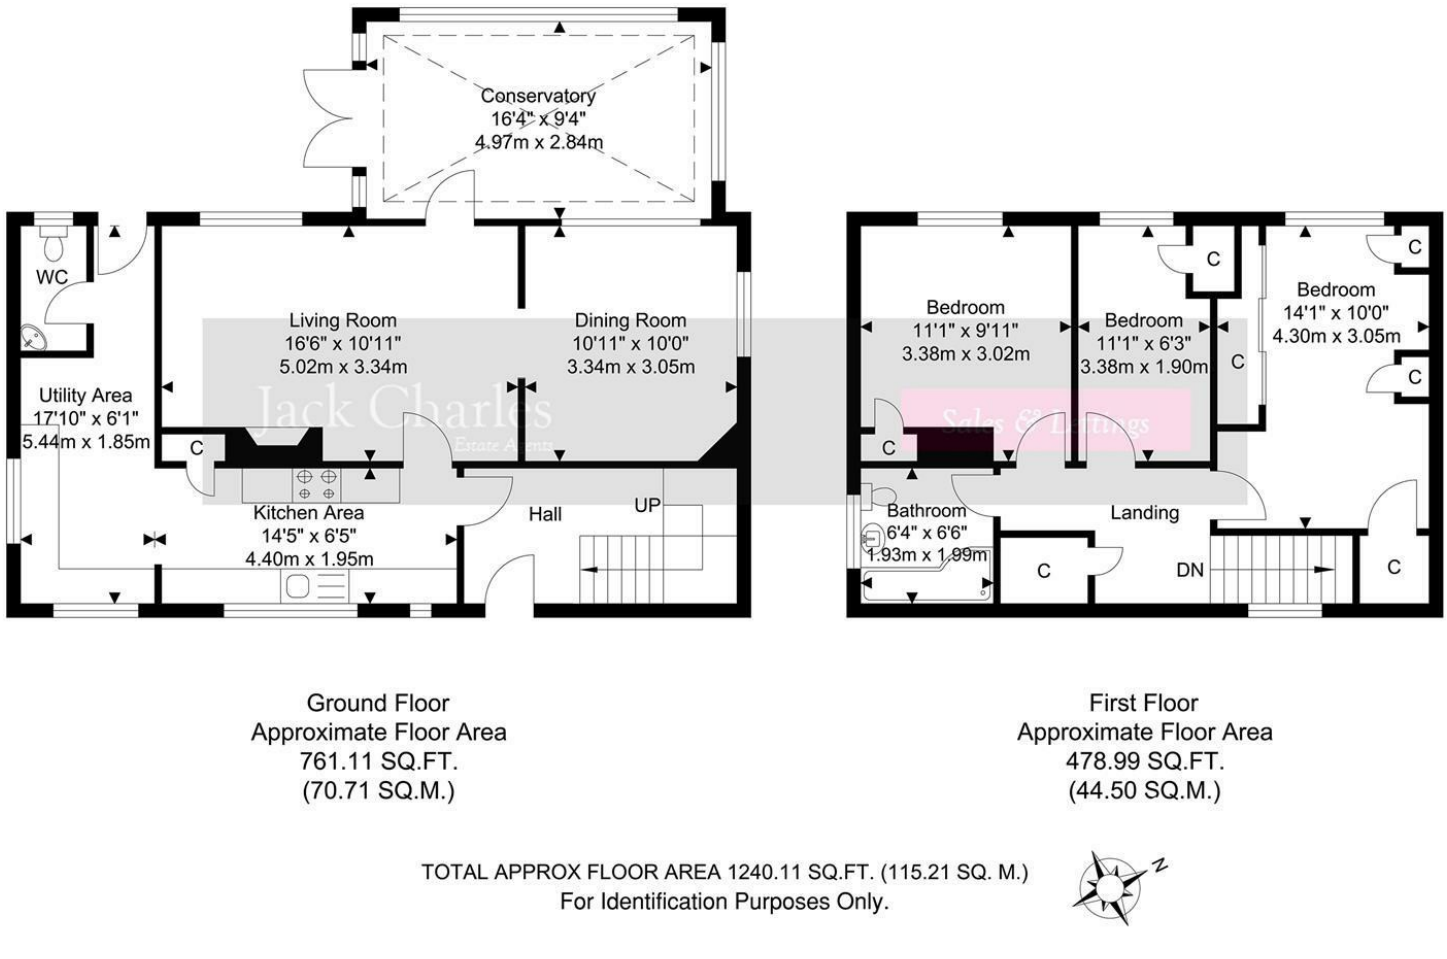 Conservatory
16'4" x 9'4"
4.97m x 2.84m
WC
Living Room
16'6" x 10'11"
5.02m x 3.34m
Dining Room
10'11" x 10'0"
3.34m x 3.05m
Utility Area
17'10" x 6'1"
5.44m x 1.85m
C
Kitchen Area
14'5" x 6'5"
4.40m x 1.95m
Hall
UP
Jack Charles
Estate Agents
Sales & Lettings
Bedroom
11'1" x 9'11"
3.38m x 3.02m
C
Bedroom
11'1" x 6'3"
3.38m x 1.90m
C
Bedroom
14'1" x 10'0"
4.30m x 3.05m
C
C
C
Bathroom
6'4" x 6'6"
1.93m x 1.99m
Landing
C
DN
C
Ground Floor
Approximate Floor Area
761.11 SQ.FT.
(70.71 SQ.M.)
First Floor
Approximate Floor Area
478.99 SQ.FT.
(44.50 SQ.M.)
TOTAL APPROX FLOOR AREA 1240.11 SQ.FT. (115.21 SQ. M.)
For Identification Purposes Only.
N